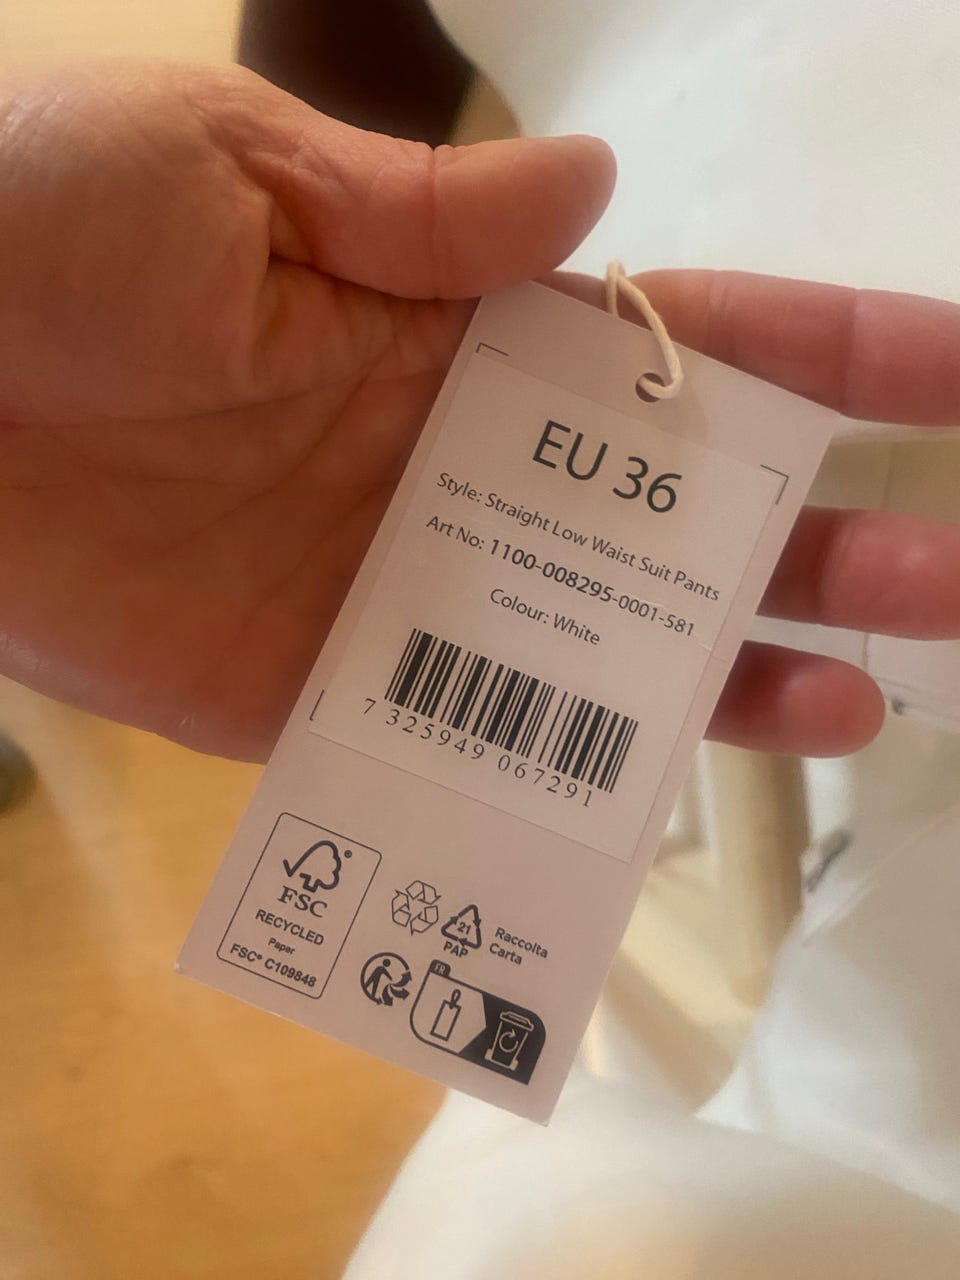 EU 36
Style: Straight Low Waist Suit Pants
Art No: 1100-008295-0001-581
Colour: White
7 325949 067291
FSC
RECYCLED
Paper
FSC® C109848
21
PAP
Raccolta
Carta
FR